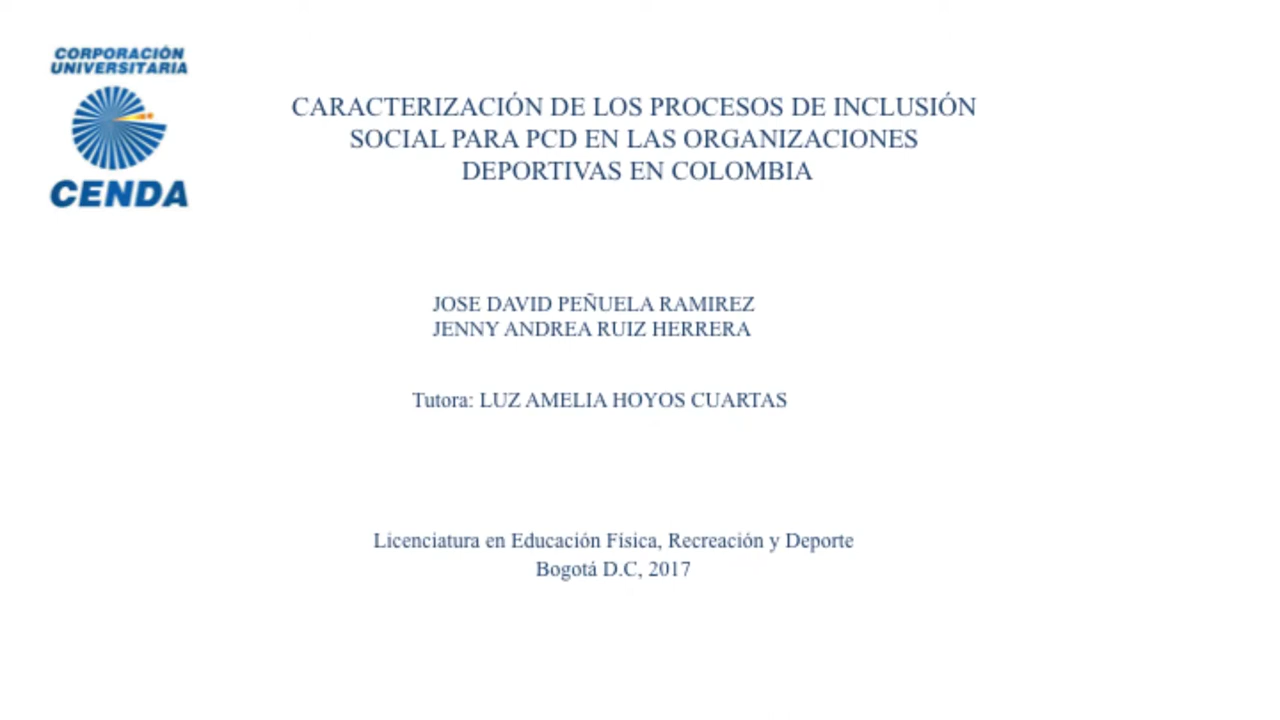 CORPORACIÓN
UNIVERSITARIA
CENDA
CARACTERIZACIÓN DE LOS PROCESOS DE INCLUSIÓN
SOCIAL PARA PCD EN LAS ORGANIZACIONES
DEPORTIVAS EN COLOMBIA
JOSE DAVID PEÑUELA RAMIREZ
JENNY ANDREA RUIZ HERRERA
Tutora: LUZ AMELIA HOYOS CUARTAS
Licenciatura en Educación Física, Recreación y Deporte
Bogotá D.C, 2017